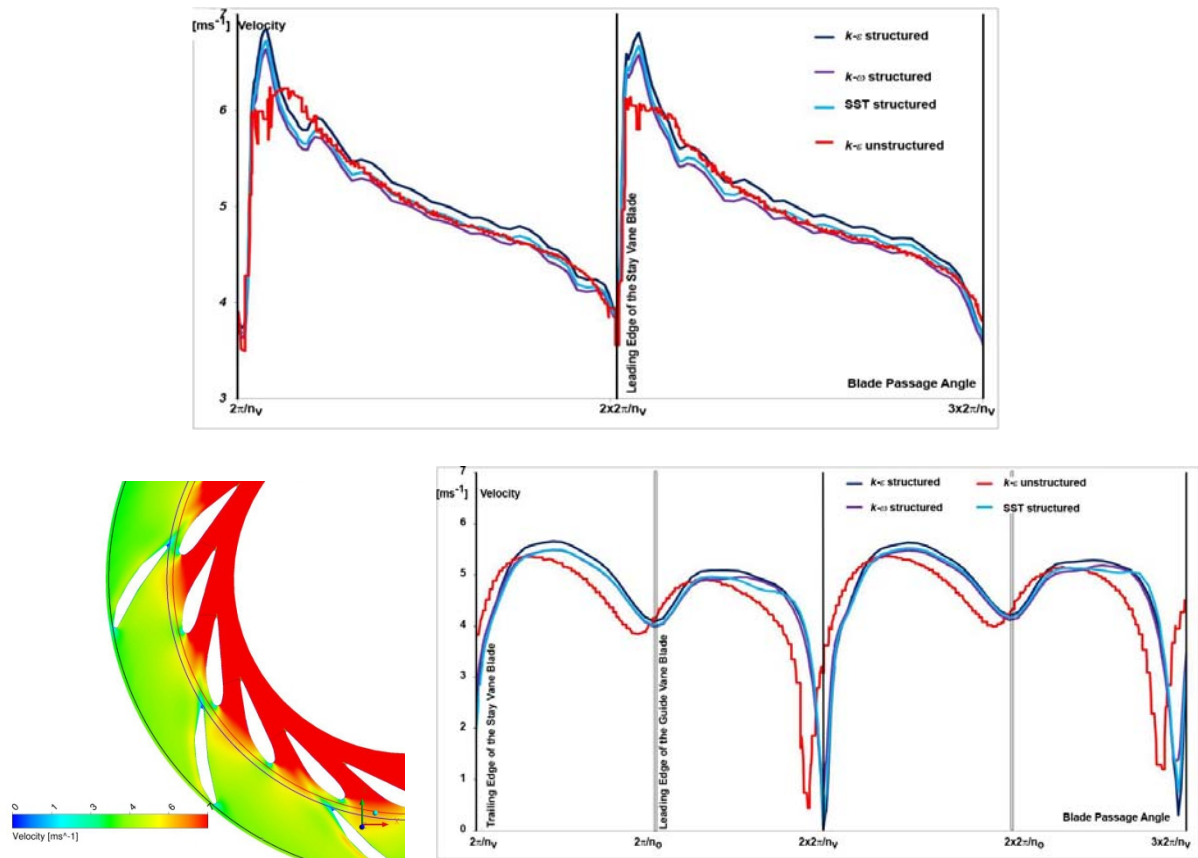 7
[ms⁻¹] Velocity
k-ε structured
k-ω structured
6
SST structured
k-ε unstructured
5
Leading Edge of the Stay Vane Blade
4
Blade Passage Angle
3
2π/nᵥ 2x2π/nᵥ 3x2π/nᵥ
0 1 3 4 6 7
Velocity [ms^-1]
7
[ms⁻¹] Velocity
k-ε structured k-ε unstructured
k-ω structured SST structured
6
5
4
3
Trailing Edge of the Stay Vane Blade
Leading Edge of the Guide Vane Blade
2
1
Blade Passage Angle
0
2π/nᵥ 2π/nₒ 2x2π/nᵥ 2x2π/nₒ 3x2π/nᵥ